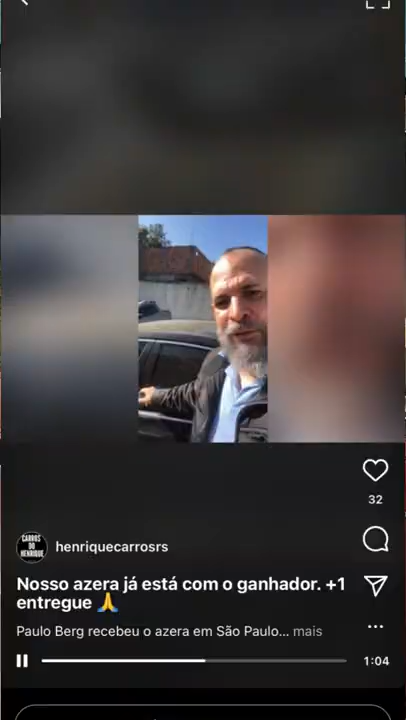 32
CARROS
DO
HENRIQUE
henriquecarrosrs
Nosso azera já está com o ganhador. +1
entregue 🙏
Paulo Berg recebeu o azera em São Paulo... mais
1:04